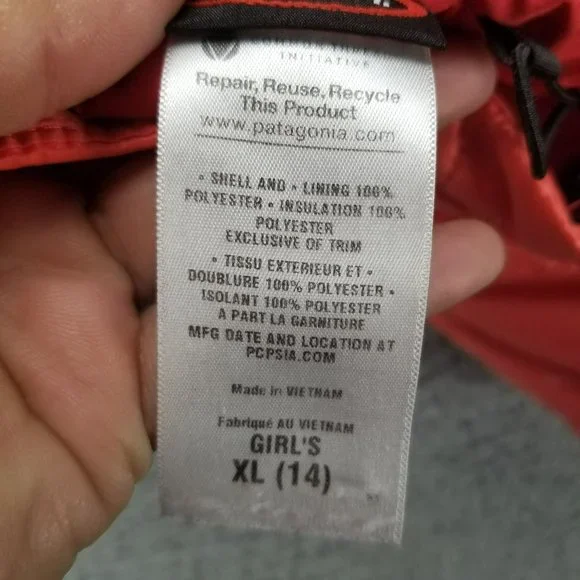 INITIATIVE
Repair, Reuse, Recycle
This Product
www.patagonia.com
• SHELL AND • LINING 100%
POLYESTER • INSULATION 100%
POLYESTER
EXCLUSIVE OF TRIM
• TISSU EXTERIEUR ET •
DOUBLURE 100% POLYESTER •
ISOLANT 100% POLYESTER
A PART LA GARNITURE
MFG DATE AND LOCATION AT
PCPSIA.COM
Made in VIETNAM
Fabriqué AU VIETNAM
GIRL'S
XL (14)